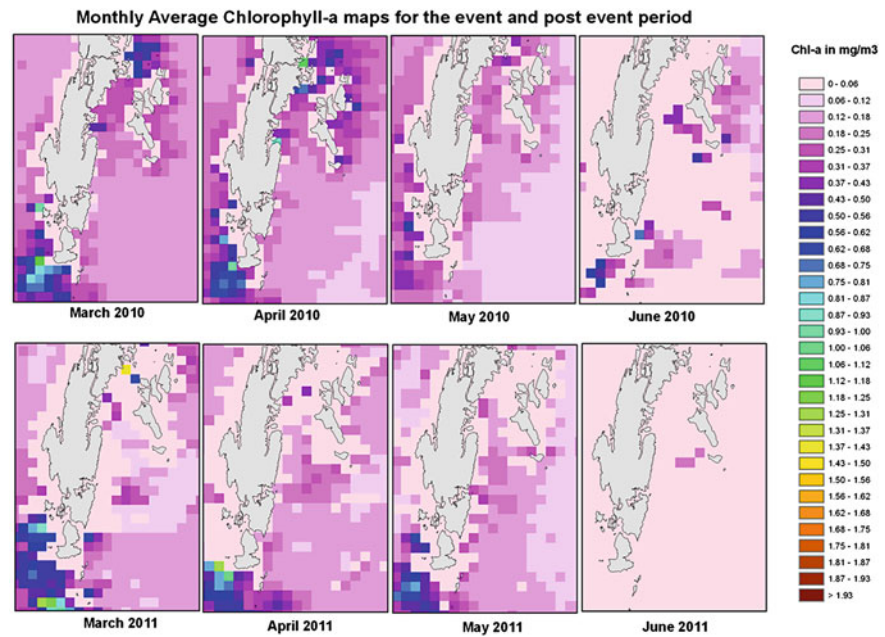 Monthly Average Chlorophyll-a maps for the event and post event period
Chl-a in mg/m3
March 2010
April 2010
May 2010
June 2010
March 2011
April 2011
May 2011
June 2011
0 - 0.06
0.06 - 0.12
0.12 - 0.18
0.18 - 0.25
0.25 - 0.31
0.31 - 0.37
0.37 - 0.43
0.43 - 0.50
0.50 - 0.56
0.56 - 0.62
0.62 - 0.68
0.68 - 0.75
0.75 - 0.81
0.81 - 0.87
0.87 - 0.93
0.93 - 1.00
1.00 - 1.06
1.06 - 1.12
1.12 - 1.18
1.18 - 1.25
1.25 - 1.31
1.31 - 1.37
1.37 - 1.43
1.43 - 1.50
1.50 - 1.56
1.56 - 1.62
1.62 - 1.68
1.68 - 1.75
1.75 - 1.81
1.81 - 1.87
1.87 - 1.93
> 1.93